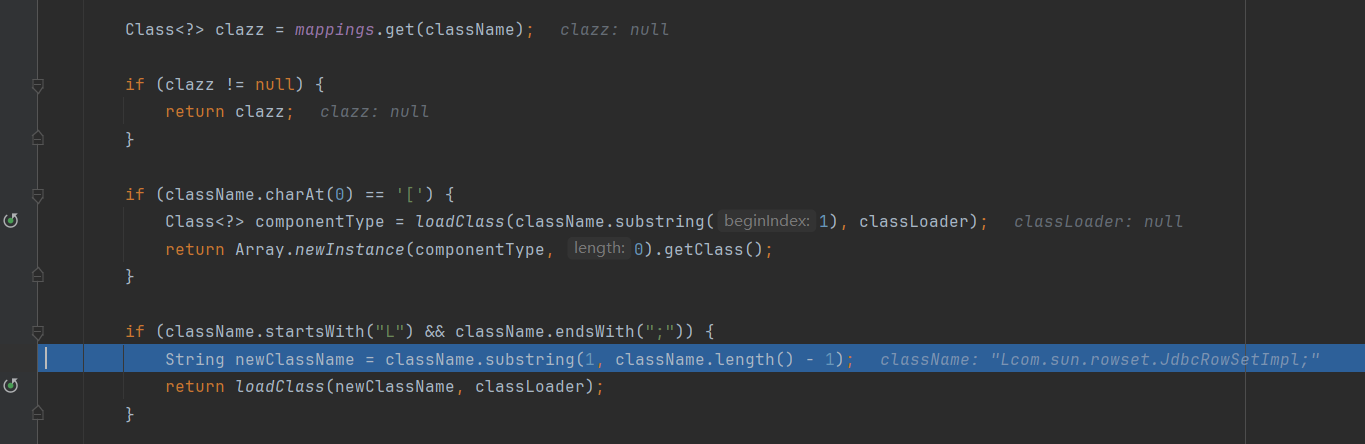 Class<?> clazz = mappings.get(className); clazz: null
if (clazz != null) {
return clazz; clazz: null
}
if (className.charAt(0) == '[') {
Class<?> componentType = loadClass(className.substring( beginIndex: 1), classLoader); classLoader: null
return Array.newInstance(componentType, length: 0).getClass();
}
if (className.startsWith("L") && className.endsWith(";")) {
String newClassName = className.substring(1, className.length() - 1); className: "Lcom.sun.rowset.JdbcRowSetImpl;"
return loadClass(newClassName, classLoader);
}